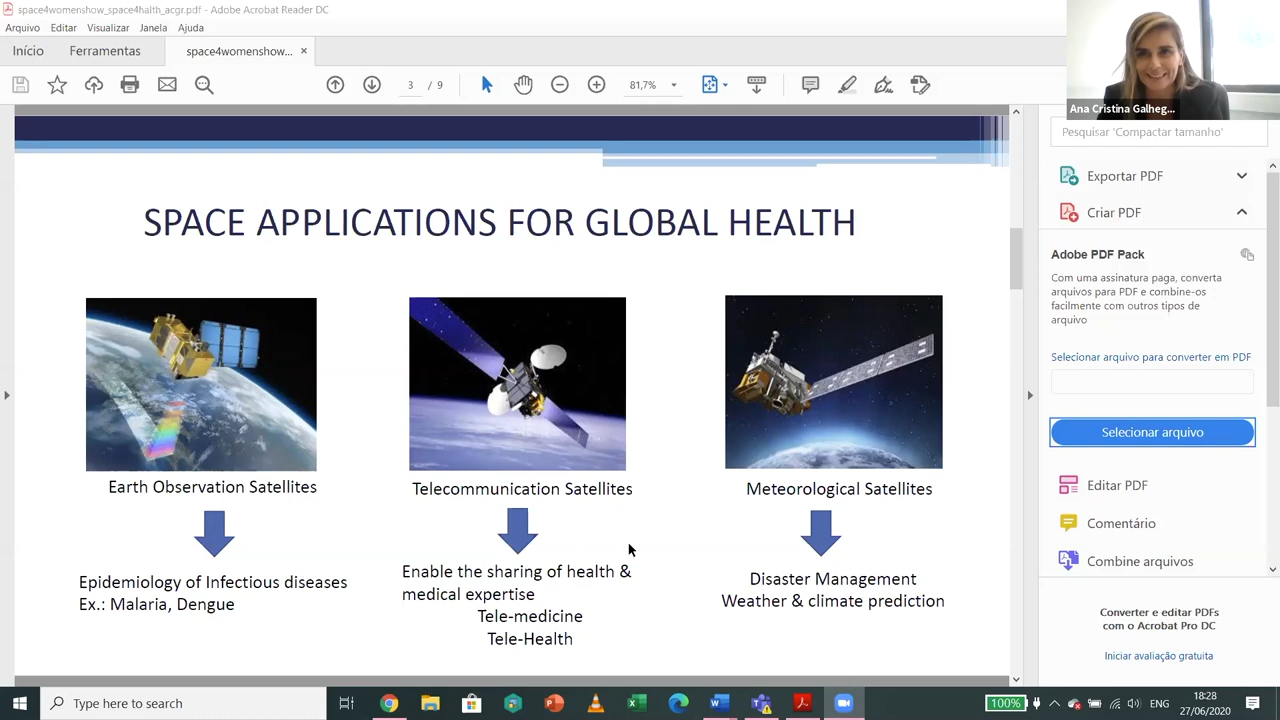 space4womenshow_space4halth_acgr.pdf - Adobe Acrobat Reader DC
Arquivo Editar Visualizar Janela Ajuda
Início Ferramentas space4womenshow... ×
3 / 9 81,7%
Ana Cristina Galheg...
Pesquisar 'Compactar tamanho'
Exportar PDF
Criar PDF
Adobe PDF Pack
Com uma assinatura paga, converta
arquivos para PDF e combine-os
facilmente com outros tipos de
arquivo
Selecionar arquivo para converter em PDF
Selecionar arquivo
Editar PDF
Comentário
Combine arquivos
Converter e editar PDFs
com o Acrobat Pro DC
Iniciar avaliação gratuita
SPACE APPLICATIONS FOR GLOBAL HEALTH
Earth Observation Satellites
Epidemiology of Infectious diseases
Ex.: Malaria, Dengue
Telecommunication Satellites
Enable the sharing of health &
medical expertise
Tele-medicine
Tele-Health
Meteorological Satellites
Disaster Management
Weather & climate prediction
Type here to search
100%
ENG
18:28
27/06/2020